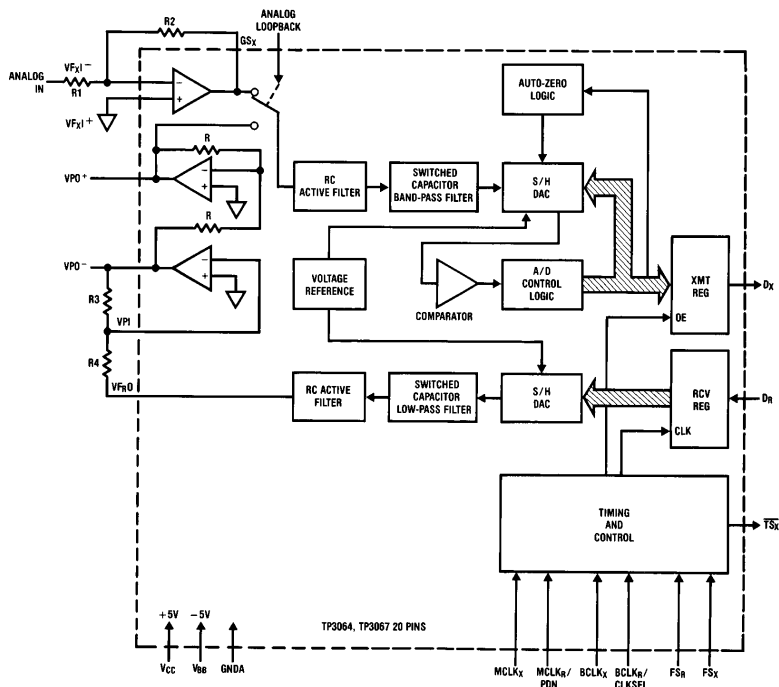 R2
ANALOG
LOOPBACK
GSX
VFXI−
ANALOG
IN
R1
−
+
VFXI+
AUTO-ZERO
LOGIC
R
VPO+
−
+
RC
ACTIVE FILTER
SWITCHED
CAPACITOR
BAND-PASS FILTER
S/H
DAC
R
VPO−
−
+
VOLTAGE
REFERENCE
COMPARATOR
A/D
CONTROL
LOGIC
XMT
REG
OE
DX
R3
VPI
R4
VFRO
RC ACTIVE
FILTER
SWITCHED
CAPACITOR
LOW-PASS FILTER
S/H
DAC
RCV
REG
CLK
DR
TIMING
AND
CONTROL
TSX
+5V
−5V
TP3064, TP3067 20 PINS
VCC
VBB
GNDA
MCLKX
MCLKR/
PDN
BCLKX
BCLKR/
CLKSEL
FSR
FSX